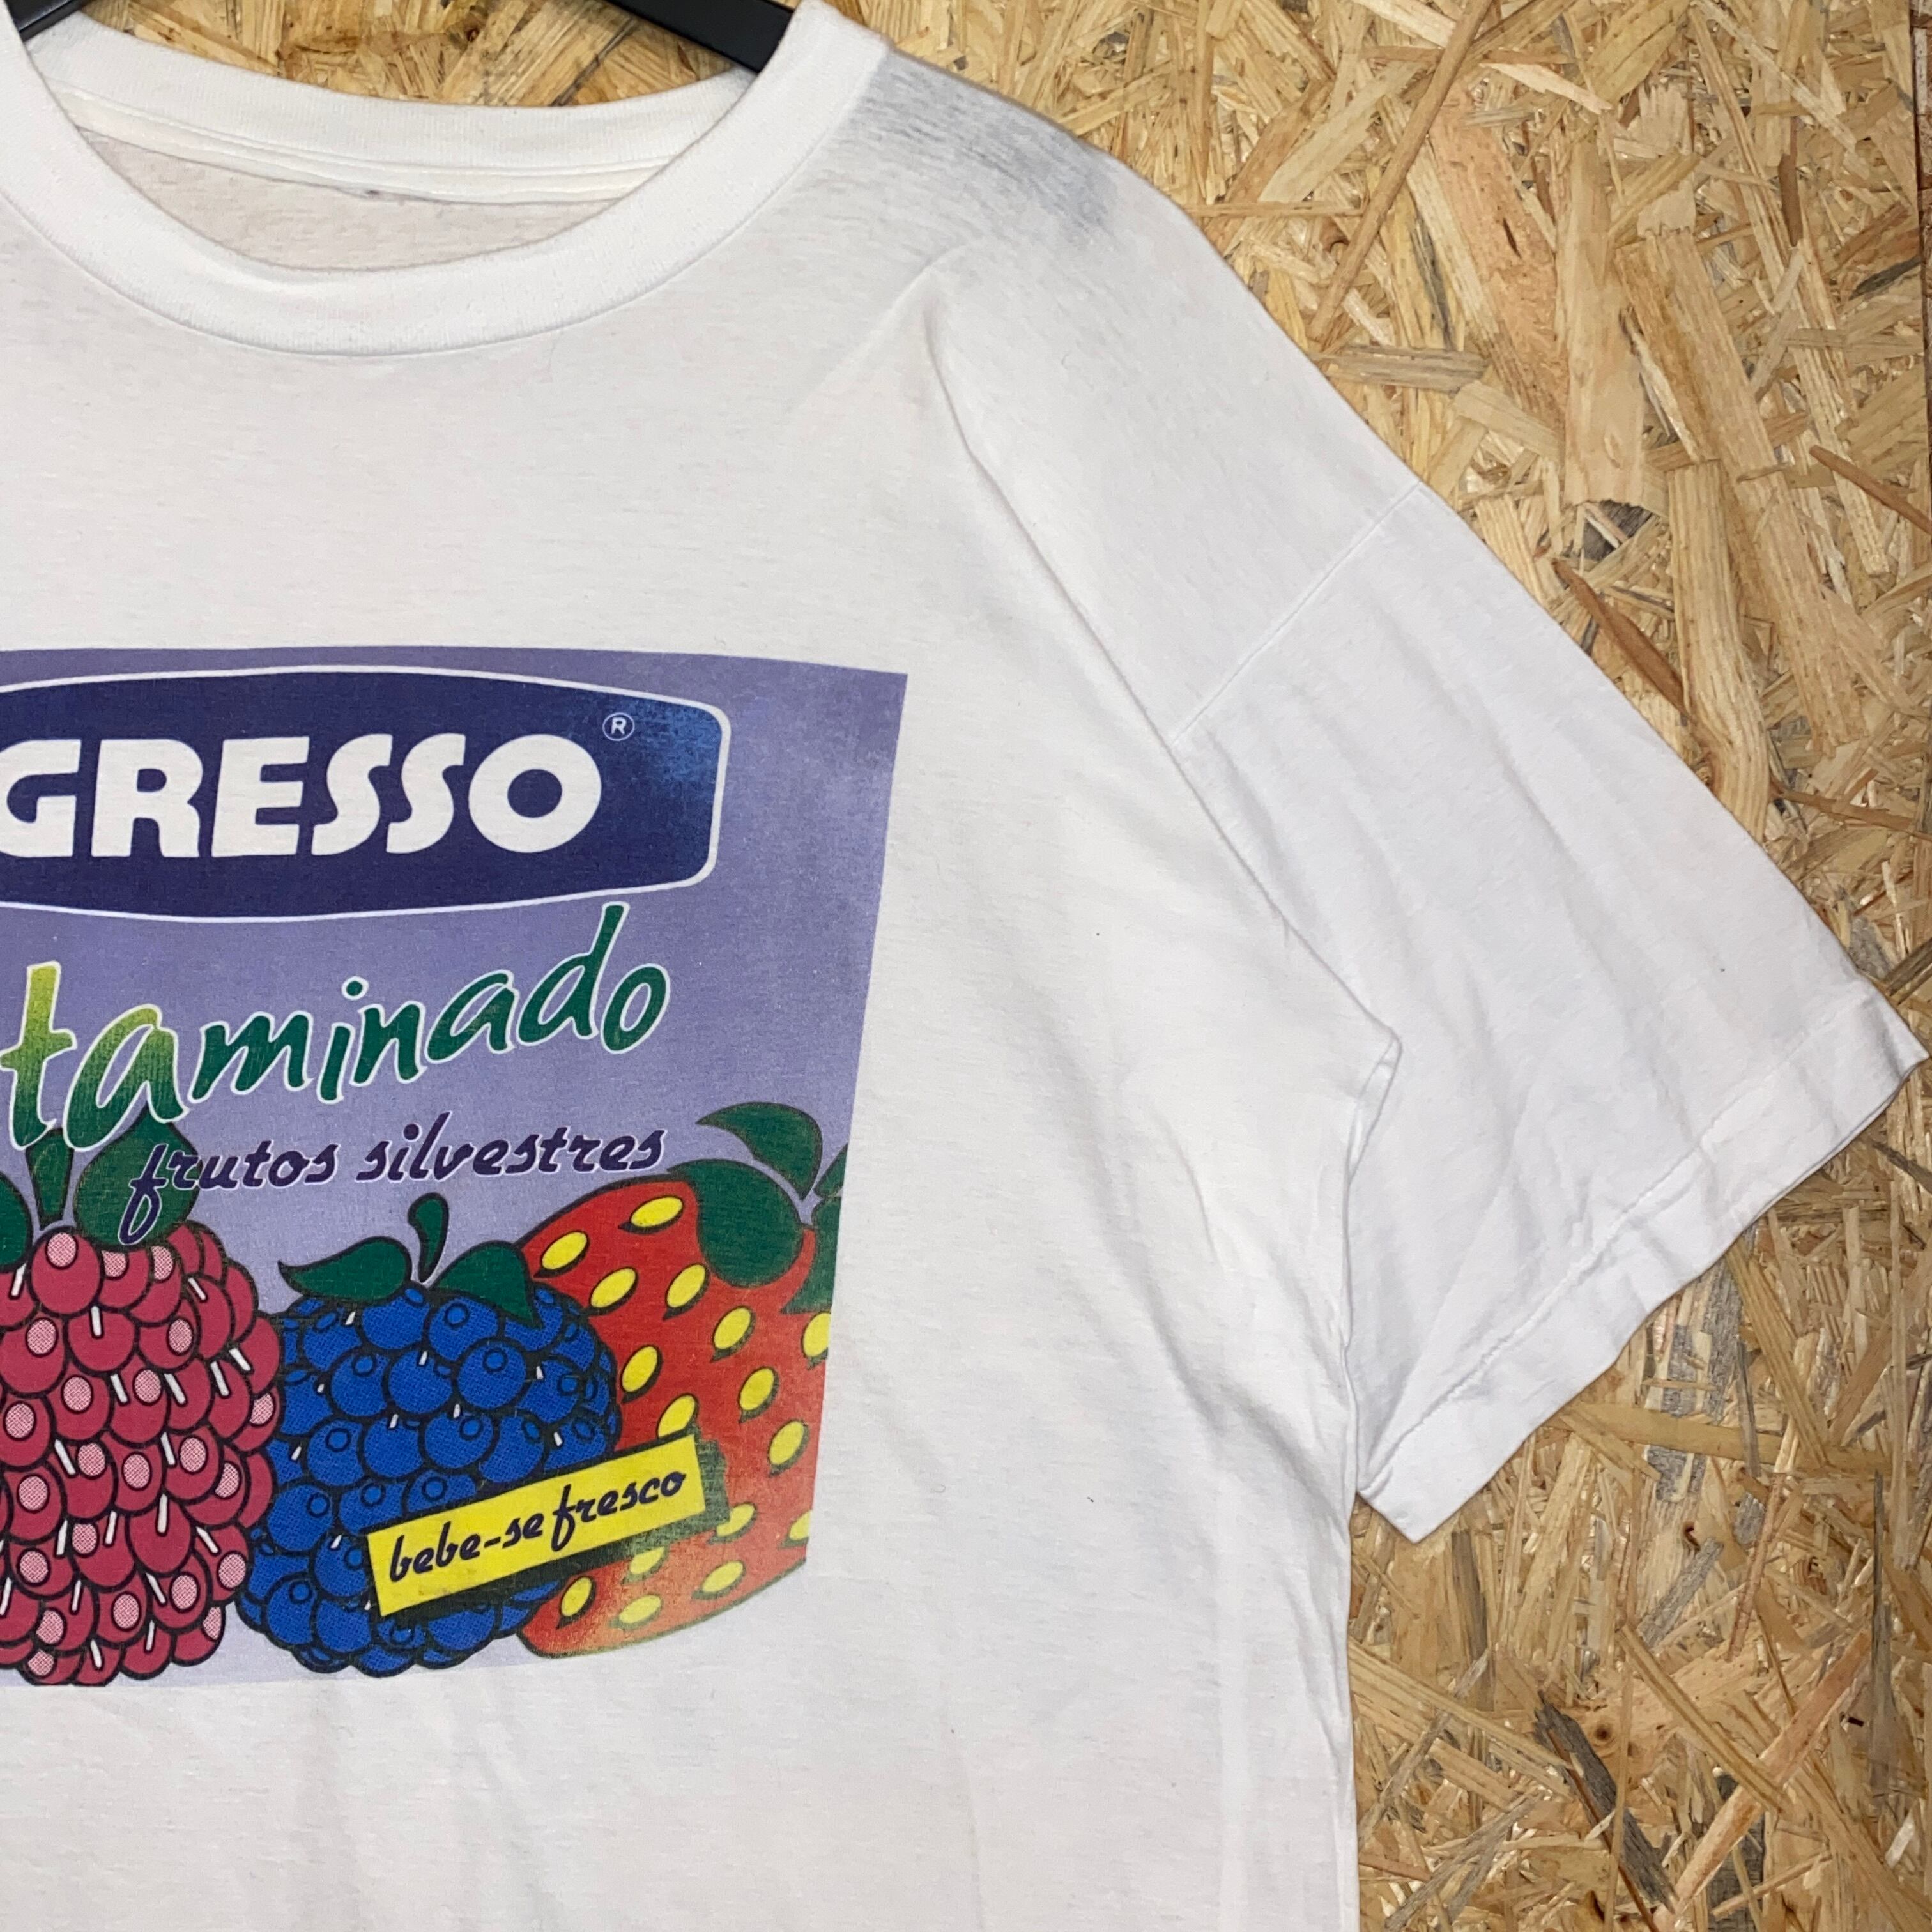 GRESSO®
taminado
frutos silvestres
bebe-se fresco